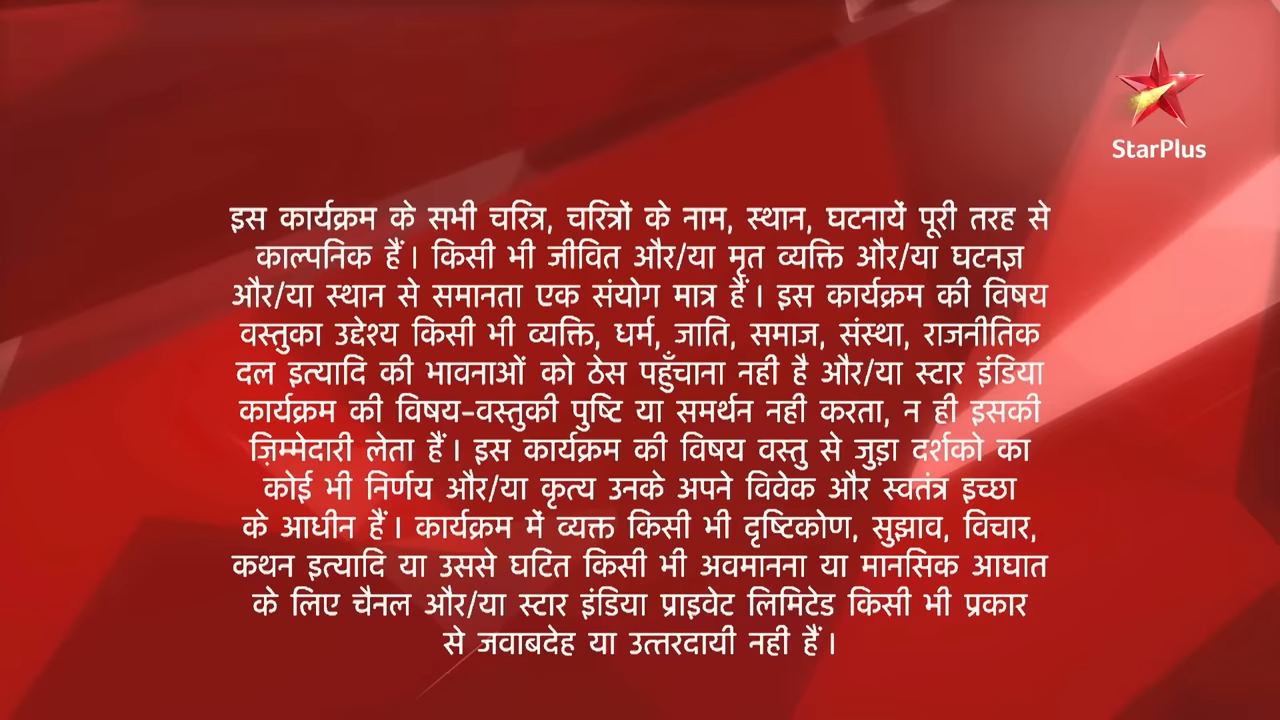 StarPlus
इस कार्यक्रम के सभी चरित्र, चरित्रों के नाम, स्थान, घटनायें पूरी तरह से
काल्पनिक हैं। किसी भी जीवित और/या मृत व्यक्ति और/या घटनज्ञ
और/या स्थान से समानता एक संयोग मात्र हैं। इस कार्यक्रम की विषय
वस्तुका उद्देश्य किसी भी व्यक्ति, धर्म, जाति, समाज, संस्था, राजनीतिक
दल इत्यादि की भावनाओं को ठेस पहुँचाना नही है और/या स्टार इंडिया
कार्यक्रम की विषय-वस्तुकी पुष्टि या समर्थन नही करता, न ही इसकी
ज़िम्मेदारी लेता हैं। इस कार्यक्रम की विषय वस्तु से जुड़ा दर्शको का
कोई भी निर्णय और/या कृत्य उनके अपने विवेक और स्वतंत्र इच्छा
के आधीन हैं। कार्यक्रम में व्यक्त किसी भी दृष्टिकोण, सुझाव, विचार,
कथन इत्यादि या उससे घटित किसी भी अवमानना या मानसिक आघात
के लिए चैनल और/या स्टार इंडिया प्राइवेट लिमिटेड किसी भी प्रकार
से जवाबदेह या उत्तरदायी नही हैं।